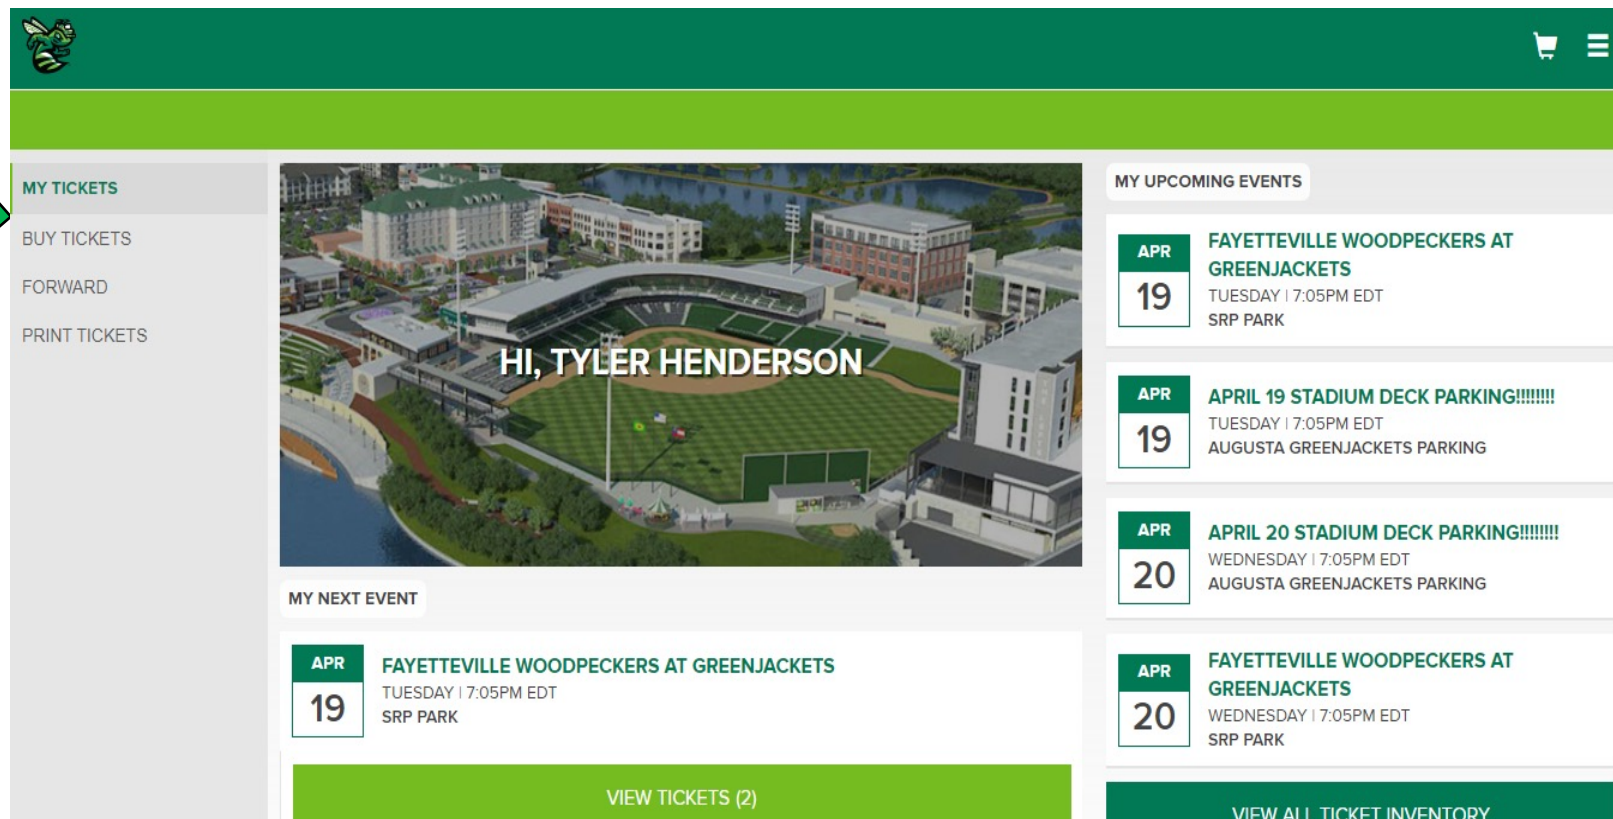 MY TICKETS
BUY TICKETS
FORWARD
PRINT TICKETS
HI, TYLER HENDERSON
MY NEXT EVENT
APR
19
FAYETTEVILLE WOODPECKERS AT GREENJACKETS
TUESDAY | 7:05PM EDT
SRP PARK
VIEW TICKETS (2)
MY UPCOMING EVENTS
APR
19
FAYETTEVILLE WOODPECKERS AT
GREENJACKETS
TUESDAY | 7:05PM EDT
SRP PARK
APR
19
APRIL 19 STADIUM DECK PARKING!!!!!!!!
TUESDAY | 7:05PM EDT
AUGUSTA GREENJACKETS PARKING
APR
20
APRIL 20 STADIUM DECK PARKING!!!!!!!!
WEDNESDAY | 7:05PM EDT
AUGUSTA GREENJACKETS PARKING
APR
20
FAYETTEVILLE WOODPECKERS AT
GREENJACKETS
WEDNESDAY | 7:05PM EDT
SRP PARK
VIEW ALL TICKET INVENTORY